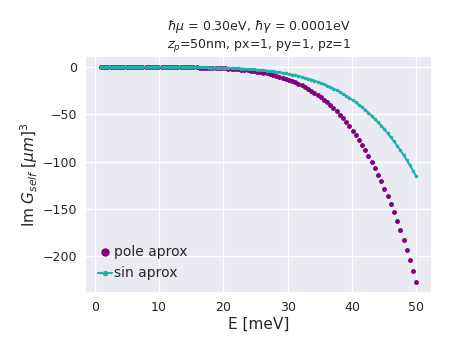 ℏμ = 0.30eV, ℏγ = 0.0001eV
z_p=50nm, px=1, py=1, pz=1
0
−50
−100
−150
−200
Im G_self [μm]³
pole aprox
sin aprox
0 10 20 30 40 50
E [meV]